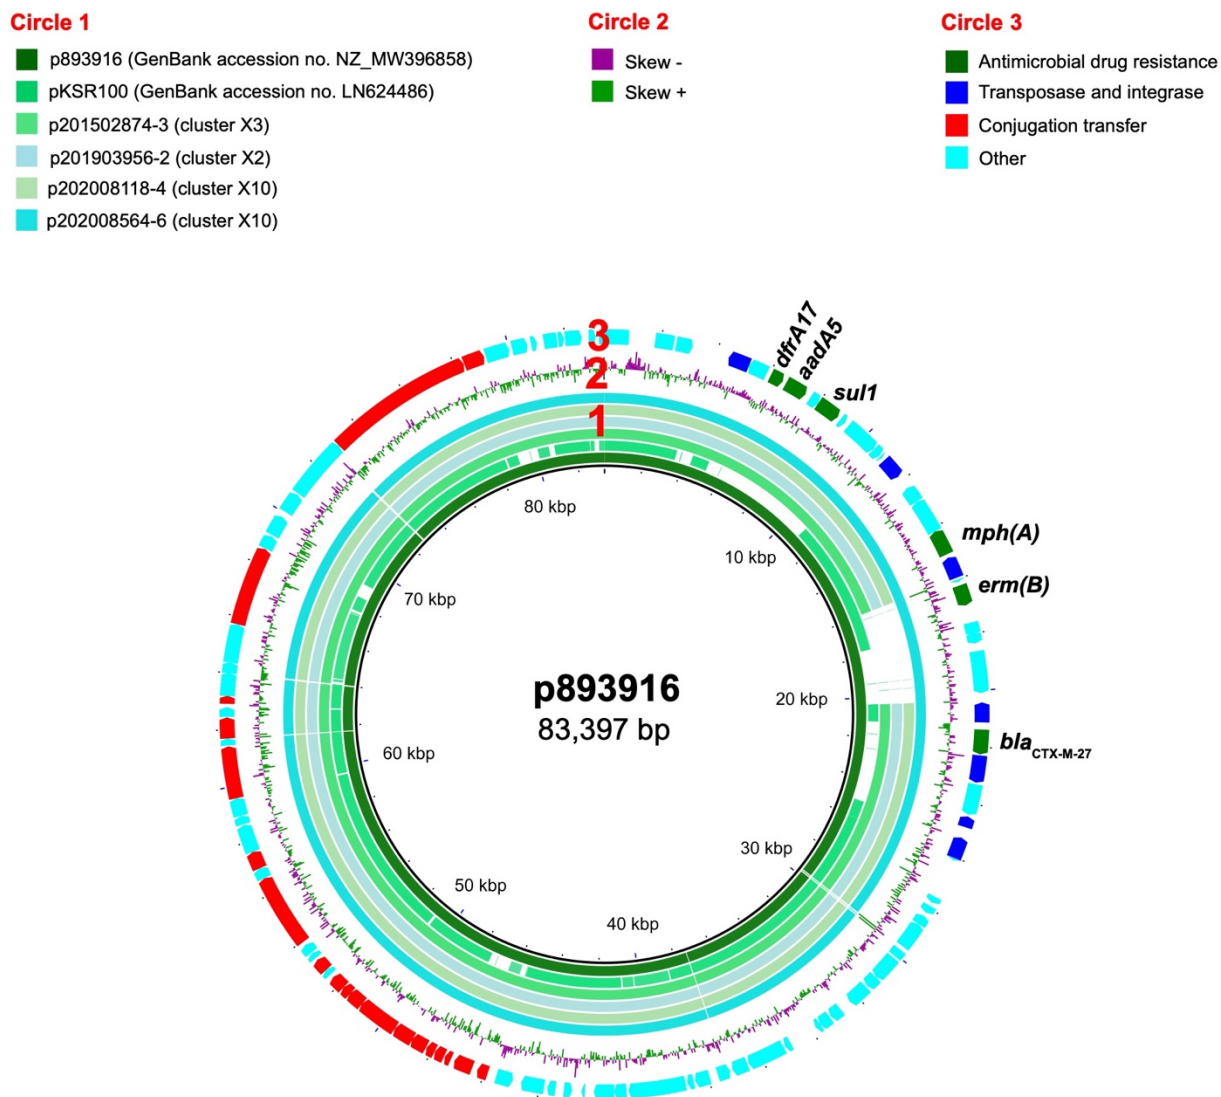 Circle 1
p893916 (GenBank accession no. NZ_MW396858)
pKSR100 (GenBank accession no. LN624486)
p201502874-3 (cluster X3)
p201903956-2 (cluster X2)
p202008118-4 (cluster X10)
p202008564-6 (cluster X10)
Circle 2
Skew -
Skew +
Circle 3
Antimicrobial drug resistance
Transposase and integrase
Conjugation transfer
Other
3
2
1
dfrA17
aadA5
sul1
mph(A)
erm(B)
bla CTX-M-27
80 kbp
10 kbp
70 kbp
20 kbp
60 kbp
30 kbp
50 kbp
40 kbp
p893916
83,397 bp